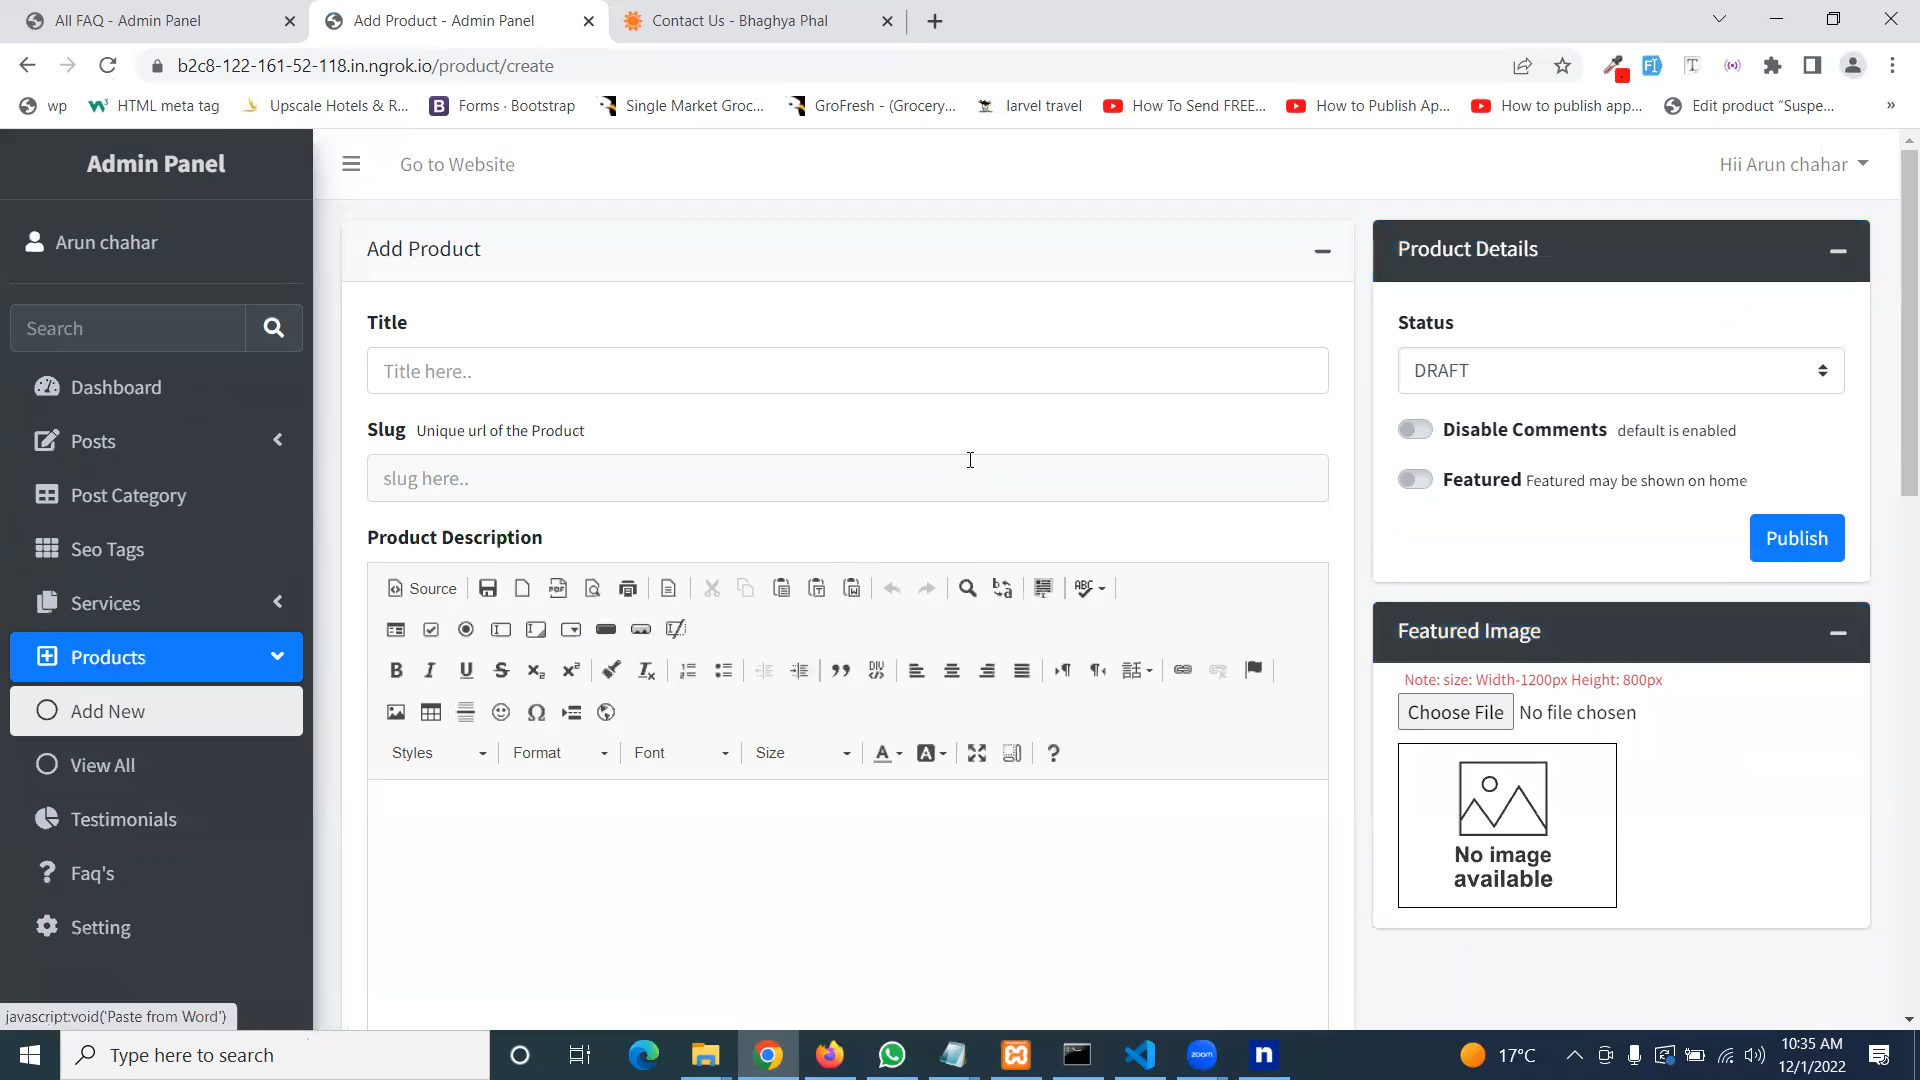 All FAQ - Admin Panel
Add Product - Admin Panel
Contact Us - Bhaghya Phal
b2c8-122-161-52-118.in.ngrok.io/product/create
wp
HTML meta tag
Upscale Hotels & R...
Forms · Bootstrap
Single Market Groc...
GroFresh - (Grocery...
larvel travel
How To Send FREE...
How to Publish Ap...
How to publish app...
Edit product “Suspe...
»
Admin Panel
Go to Website
Hii Arun chahar
Arun chahar
Search
Dashboard
Posts
Post Category
Seo Tags
Services
Products
Add New
View All
Testimonials
Faq's
Setting
Add Product
Title
Title here..
Slug Unique url of the Product
slug here..
Product Description
Source
Styles
Format
Font
Size
Product Details
Status
DRAFT
Disable Comments default is enabled
Featured Featured may be shown on home
Publish
Featured Image
Note: size: Width-1200px Height: 800px
Choose File No file chosen
No image
available
javascript:void('Paste from Word')
Type here to search
zoom
17°C
10:35 AM
12/1/2022